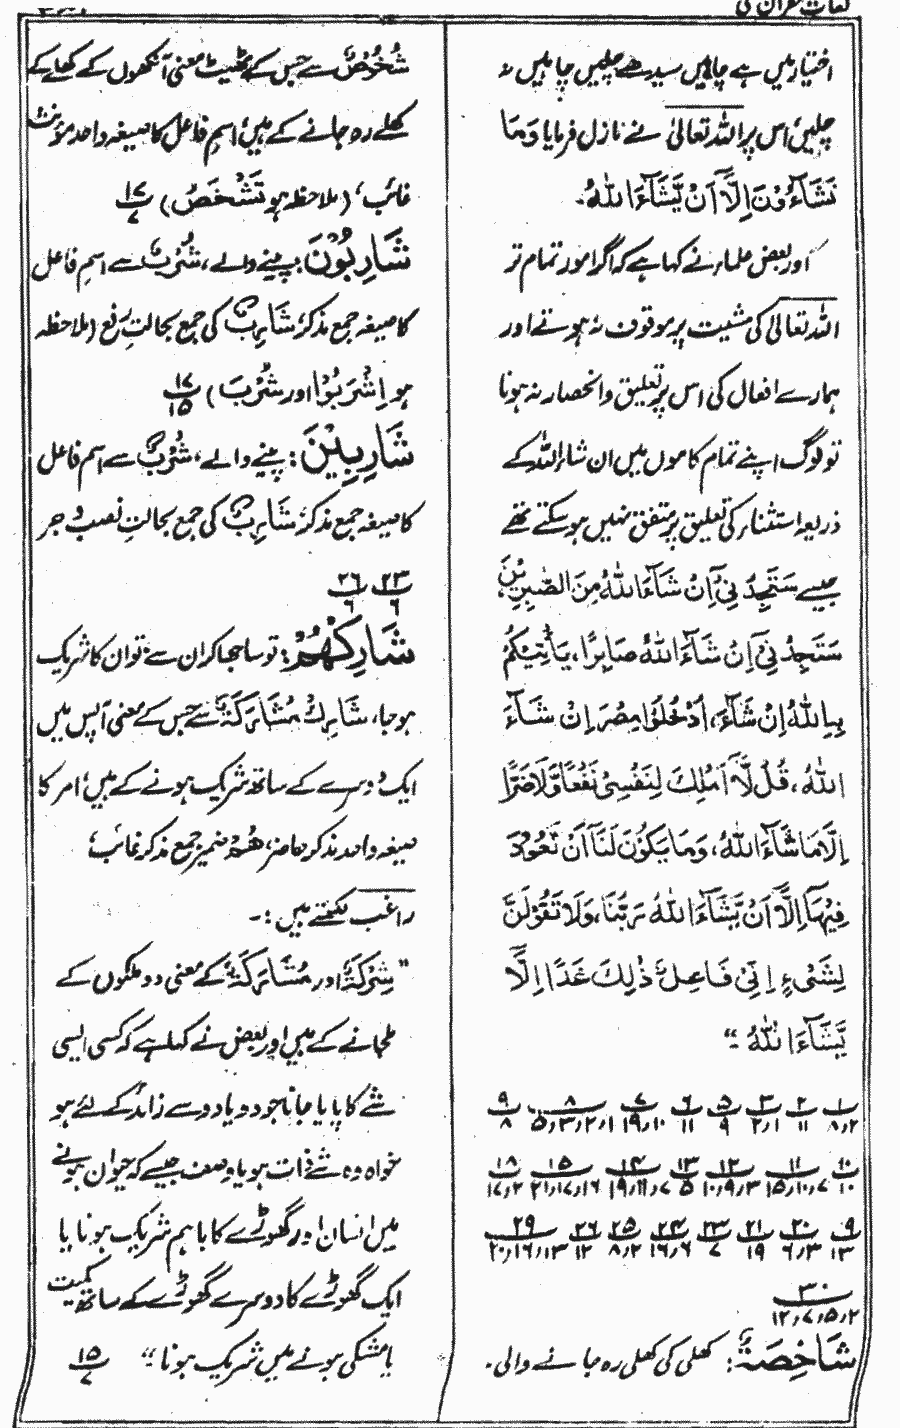 لغات القرآن
اختیار میں ہے چاہیں سیدھے چلیں چاہیں نہ
چلیں، اس پر اللہ تعالیٰ نے نازل فرمایا وَمَا
تَشَآءُوْنَ اِلَّآ اَنْ يَّشَآءَ اللّٰهُ۔
اور بعض علماء نے کہا ہے کہ اگر امور تمام تر
اللہ تعالیٰ کی مشیت پر موقوف نہ ہوتے اور
ہمارے افعال کی اس پر تعلیق و انحصار نہ ہوتا
تو لوگ اپنے تمام کاموں میں ان شاء اللہ کے
ذریعہ استثناء کی تعلیق پر متفق نہیں ہو سکتے تھے
جیسے سَتَجِدُنِيْٓ اِنْ شَآءَ اللّٰهُ مِنَ الصّٰبِرِيْنَ،
سَتَجِدُنِيْٓ اِنْ شَآءَ اللّٰهُ صَابِرًا، يَاْتِيْكُمْ
بِهِ اللّٰهُ اِنْ شَآءَ، اُدْخُلُوْا مِصْرَ اِنْ شَآءَ
اللّٰهُ، قُلْ لَّآ اَمْلِكُ لِنَفْسِيْ نَفْعًا وَّلَا ضَرًّا
اِلَّا مَا شَآءَ اللّٰهُ، وَمَا يَكُوْنُ لَنَآ اَنْ نَّعُوْدَ
فِيْهَآ اِلَّآ اَنْ يَّشَآءَ اللّٰهُ رَبُّنَا، وَلَا تَقُوْلَنَّ
لِشَيْءٍ اِنِّيْ فَاعِلٌ ذٰلِكَ غَدًا اِلَّآ
يَّشَآءَ اللّٰهُ ۔“
شَاخِصَةٌ: کھلی کی کھلی رہ جانے والی۔
شُخُوْصٌ سے جس کے ٹھیٹ معنی آنکھوں کے کھلے کے
کھلے رہ جانے کے ہیں، اسم فاعل کا صیغہ واحد مؤنث
غائب، (ملاحظہ ہو تَشْخَصُ) ۱۷/۷
شَارِبُوْنَ پینے والے، شُرْبٌ سے اسم فاعل
کا صیغہ جمع مذکر، شَارِبٌ کی جمع بحالتِ رفع (ملاحظہ
ہو اِشْرَبُوْا اور شُرْبَ) ۱۷/۱۵
شَارِبِيْنَ: پینے والے، شُرْبٌ سے اسم فاعل
کا صیغہ جمع مذکر، شَارِبٌ کی جمع بحالتِ نصب و جر
۲۳/۶ ۲۶/۶
شَارِكْهُمْ: تو ساجھا کر ان سے، تو ان کا شریک
ہو جا، شَارِكْ مُشَارَكَةٌ سے جس کے معنی آپس میں
ایک دوسرے کے ساتھ شریک ہونے کے ہیں، امر کا
صیغہ واحد مذکر حاضر، هُمْ ضمیر جمع مذکر غائب،
راغب لکھتے ہیں :۔
”شِرْكَةٌ اور مُشَارَكَةٌ کے معنی دو ملکوں کے
ملجانے کے ہیں اور بعض نے کہا ہے کہ کسی ایسی
شے کا پایا جانا جو دو یا دو سے زائد کے لئے ہو
خواہ وہ شے ذات ہو یا وصف جیسے کہ حیوان ہونے
میں انسان اور گھوڑے کا باہم شریک ہونا یا
ایک گھوڑے کا دوسرے گھوڑے کے ساتھ کمیت
یا مشکی ہونے میں شریک ہونا ۔“ ۱۵/۷